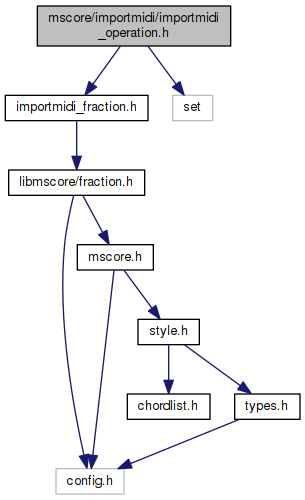 mscore/importmidi/importmidi
_operation.h
importmidi_fraction.h
set
libmscore/fraction.h
mscore.h
style.h
chordlist.h
types.h
config.h